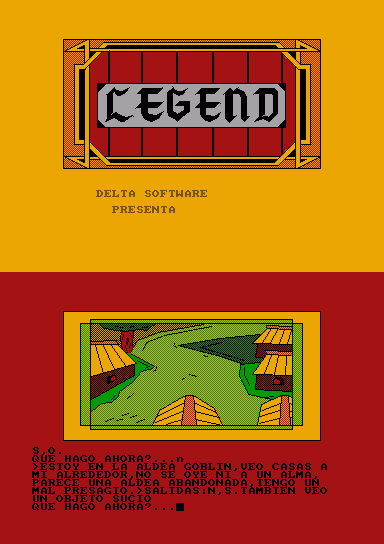 LEGEND
DELTA SOFTWARE
PRESENTA
S,O.
QUE HAGO AHORA?...n
>ESTOY EN LA ALDEA GOBLIN,VEO CASAS A
MI ALREDEDOR,NO SE OYE NI A UN ALMA,
PARECE UNA ALDEA ABANDONADA,TENGO UN
MAL PRESAGIO.>SALIDAS:N,S.TAMBIEN VEO
UN OBJETO SUCIO
QUE HAGO AHORA?...